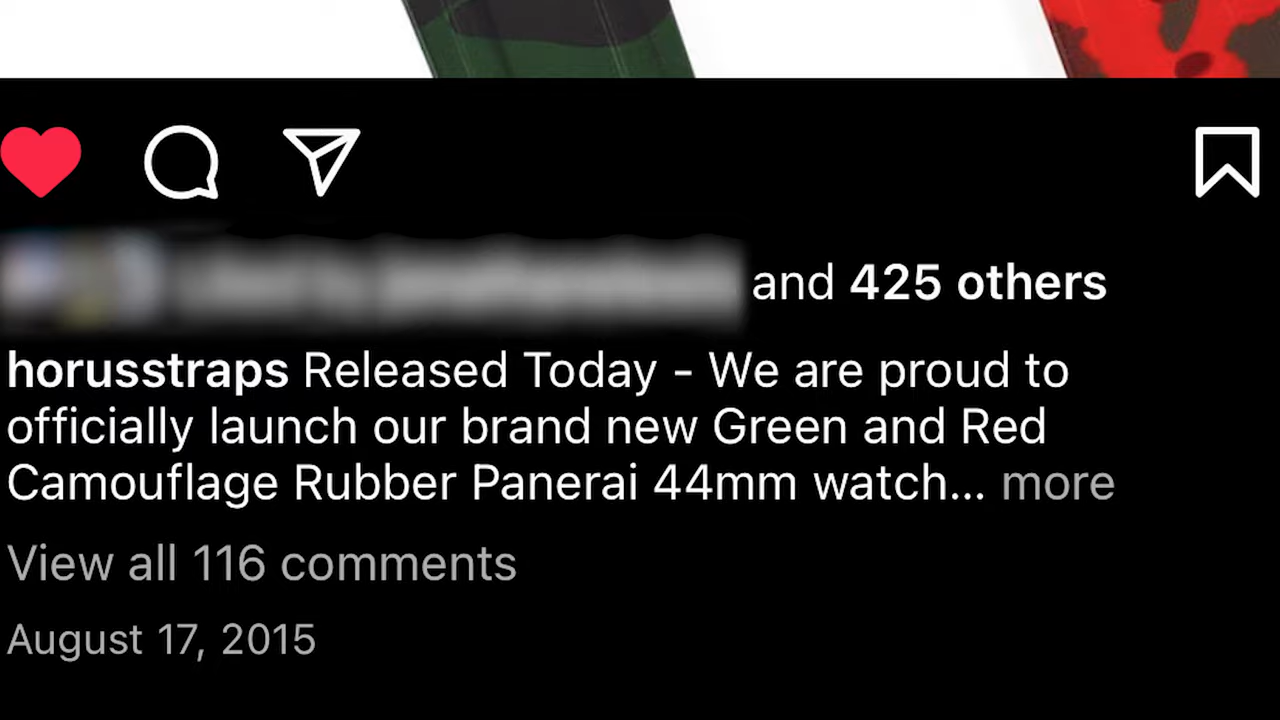 and 425 others
horusstraps Released Today - We are proud to
officially launch our brand new Green and Red
Camouflage Rubber Panerai 44mm watch... more
View all 116 comments
August 17, 2015